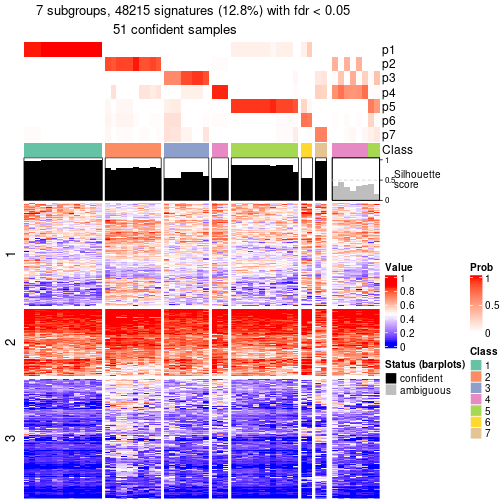 7 subgroups, 48215 signatures (12.8%) with fdr < 0.05
51 confident samples
p1
p2
p3
p4
p5
p6
p7
Class
1
0.5
0
Silhouette
score
1
2
3
Value
1
0.8
0.6
0.4
0.2
0
Prob
1
0.5
0
Status (barplots)
confident
ambiguous
Class
1
2
3
4
5
6
7